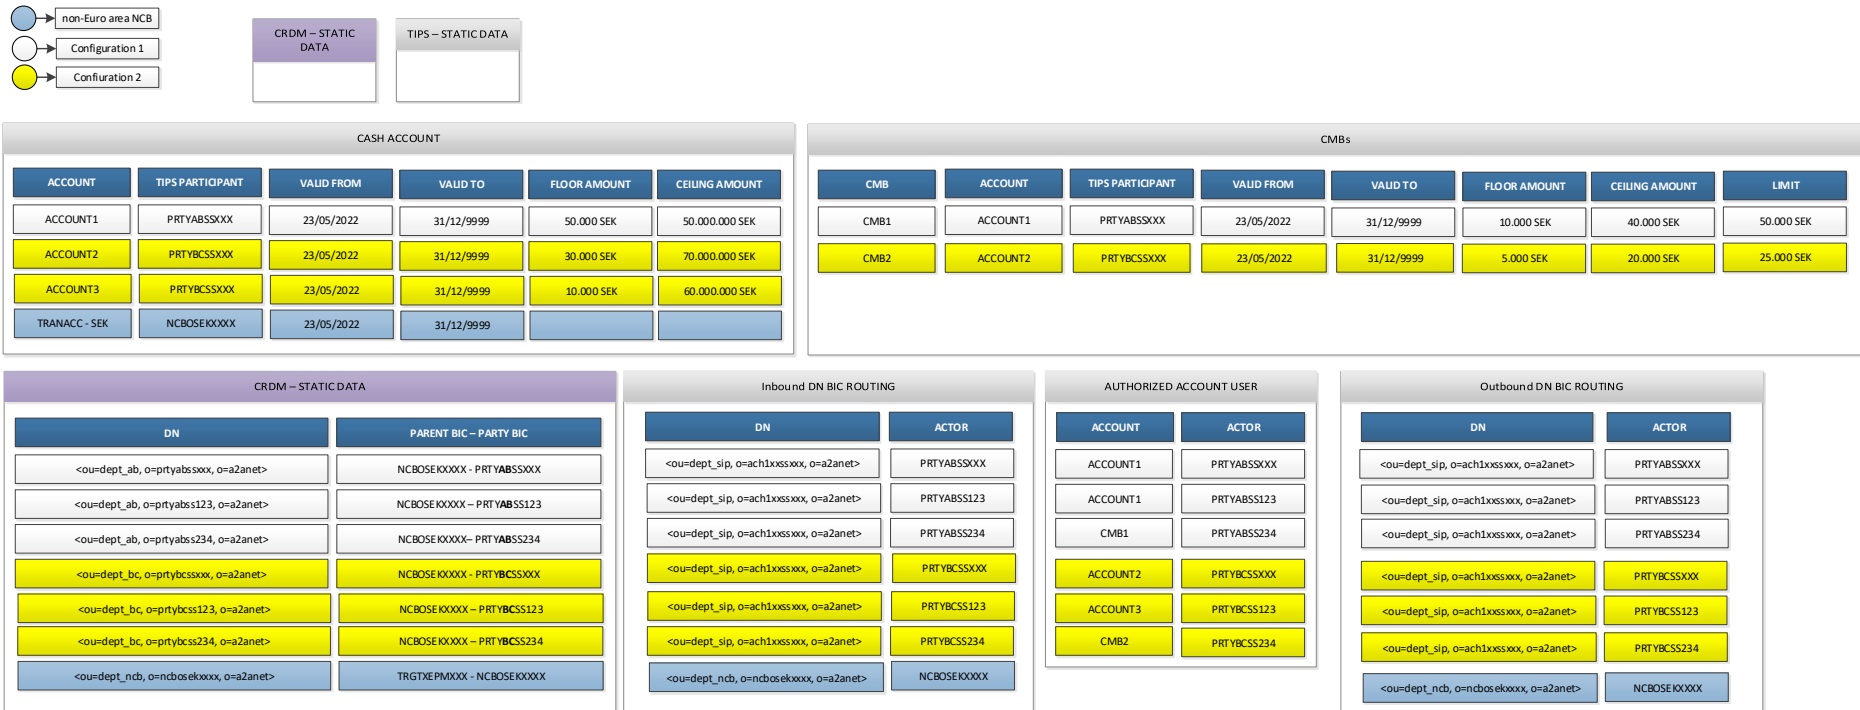 non-Euro area NCB
Configuration 1
Confiuration 2
CRDM – STATIC
DATA
TIPS – STATIC DATA
CASH ACCOUNT
ACCOUNT TIPS PARTICIPANT VALID FROM VALID TO FLOOR AMOUNT CEILING AMOUNT
ACCOUNT1 PRTYABSSXXX 23/05/2022 31/12/9999 50.000 SEK 50.000.000 SEK
ACCOUNT2 PRTYBCSSXXX 23/05/2022 31/12/9999 30.000 SEK 70.000.000 SEK
ACCOUNT3 PRTYBCSSXXX 23/05/2022 31/12/9999 10.000 SEK 60.000.000 SEK
TRANACC - SEK NCBOSEKXXXX 23/05/2022 31/12/9999
CMBs
CMB ACCOUNT TIPS PARTICIPANT VALID FROM VALID TO FLOOR AMOUNT CEILING AMOUNT LIMIT
CMB1 ACCOUNT1 PRTYABSSXXX 23/05/2022 31/12/9999 10.000 SEK 40.000 SEK 50.000 SEK
CMB2 ACCOUNT2 PRTYBCSSXXX 23/05/2022 31/12/9999 5.000 SEK 20.000 SEK 25.000 SEK
CRDM – STATIC DATA
DN PARENT BIC – PARTY BIC
<ou=dept_ab, o=prtyabssxxx, o=a2anet> NCBOSEKXXXX - PRTYABSSXXX
<ou=dept_ab, o=prtyabss123, o=a2anet> NCBOSEKXXXX – PRTYABSS123
<ou=dept_ab, o=prtyabss234, o=a2anet> NCBOSEKXXXX– PRTYABSS234
<ou=dept_bc, o=prtybcssxxx, o=a2anet> NCBOSEKXXXX - PRTYBCSSXXX
<ou=dept_bc, o=prtybcss123, o=a2anet> NCBOSEKXXXX – PRTYBCSS123
<ou=dept_bc, o=prtybcss234, o=a2anet> NCBOSEKXXXX – PRTYBCSS234
<ou=dept_ncb, o=ncbosekxxxx, o=a2anet> TRGTXEPMXXX - NCBOSEKXXXX
Inbound DN BIC ROUTING
DN ACTOR
<ou=dept_sip, o=ach1xxssxxx, o=a2anet> PRTYABSSXXX
<ou=dept_sip, o=ach1xxssxxx, o=a2anet> PRTYABSS123
<ou=dept_sip, o=ach1xxssxxx, o=a2anet> PRTYABSS234
<ou=dept_sip, o=ach1xxssxxx, o=a2anet> PRTYBCSSXXX
<ou=dept_sip, o=ach1xxssxxx, o=a2anet> PRTYBCSS123
<ou=dept_sip, o=ach1xxssxxx, o=a2anet> PRTYBCSS234
<ou=dept_ncb, o=ncbosekxxxx, o=a2anet> NCBOSEKXXXX
AUTHORIZED ACCOUNT USER
ACCOUNT ACTOR
ACCOUNT1 PRTYABSSXXX
ACCOUNT1 PRTYABSS123
CMB1 PRTYABSS234
ACCOUNT2 PRTYBCSSXXX
ACCOUNT3 PRTYBCSS123
CMB2 PRTYBCSS234
Outbound DN BIC ROUTING
DN ACTOR
<ou=dept_sip, o=ach1xxssxxx, o=a2anet> PRTYABSSXXX
<ou=dept_sip, o=ach1xxssxxx, o=a2anet> PRTYABSS123
<ou=dept_sip, o=ach1xxssxxx, o=a2anet> PRTYABSS234
<ou=dept_sip, o=ach1xxssxxx, o=a2anet> PRTYBCSSXXX
<ou=dept_sip, o=ach1xxssxxx, o=a2anet> PRTYBCSS123
<ou=dept_sip, o=ach1xxssxxx, o=a2anet> PRTYBCSS234
<ou=dept_ncb, o=ncbosekxxxx, o=a2anet> NCBOSEKXXXX